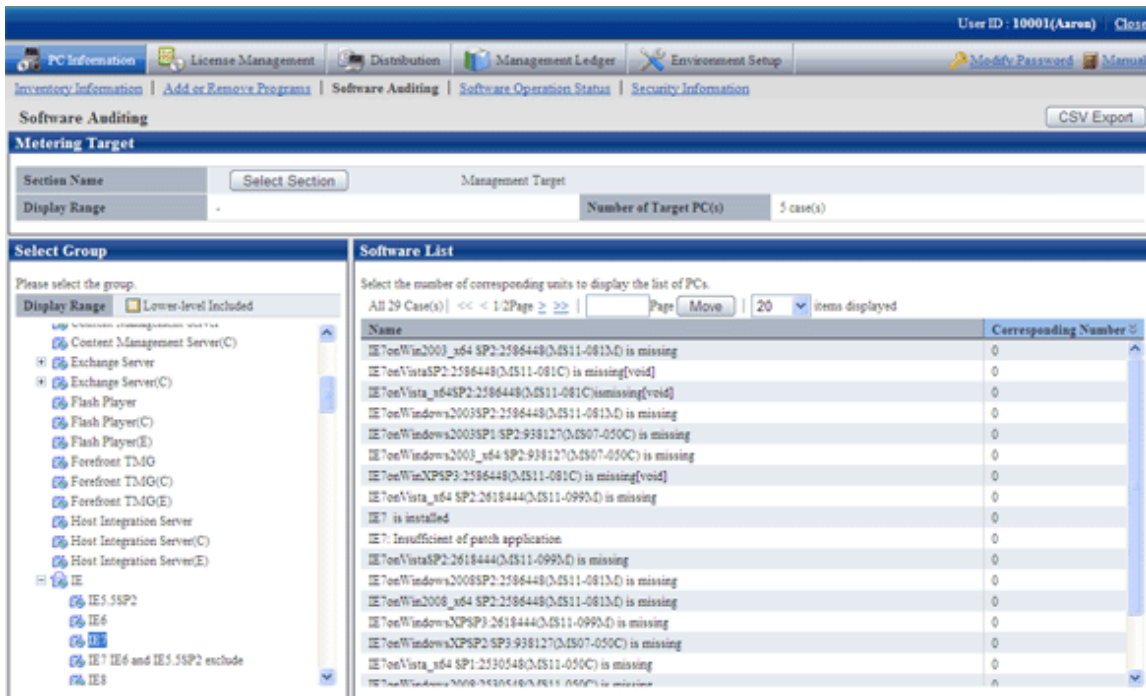 User ID : 10001(Aaron) Close
PC Information License Management Distribution Management Ledger Environment Setup Modify Password Manual
Inventory Information | Add or Remove Programs | Software Auditing | Software Operation Status | Security Information
Software Auditing CSV Export
Metering Target
Section Name Select Section Management Target
Display Range - Number of Target PC(s) 5 case(s)
Select Group
Please select the group.
Display Range Lower-level Included
Content Management Server(C)
Exchange Server
Exchange Server(C)
Flash Player
Flash Player(C)
Flash Player(E)
Forefront TMG
Forefront TMG(C)
Forefront TMG(E)
Host Integration Server
Host Integration Server(C)
Host Integration Server(E)
IE
IE5.5SP2
IE6
IE7
IE7 IE6 and IE5.5SP2 exclude
IE8
Software List
Select the number of corresponding units to display the list of PCs.
All 29 Case(s)| << < 1/2Page > >> | Page Move | 20 items displayed
Name Corresponding Number
IE7onWin2003_x64 SP2:2586448(MS11-081M) is missing 0
IE7onVistaSP2:2586448(MS11-081C) is missing[void] 0
IE7onVista_x64SP2:2586448(MS11-081C)ismissing[void] 0
IE7onWindows2003SP2:2586448(MS11-081M) is missing 0
IE7onWindows2003SP1/SP2:938127(MS07-050C) is missing 0
IE7onWindows2003_x64/SP2:938127(MS07-050C) is missing 0
IE7onWinXPSP3:2586448(MS11-081C) is missing[void] 0
IE7onVista_x64 SP2:2618444(MS11-099M) is missing 0
IE7 is installed 0
IE7: Insufficient of patch application 0
IE7onVistaSP2:2618444(MS11-099M) is missing 0
IE7onWindows2008SP2:2586448(MS11-081M) is missing 0
IE7onWin2008_x64 SP2:2586448(MS11-081M) is missing 0
IE7onWindowsXPSP3:2618444(MS11-099M) is missing 0
IE7onWindowsXPSP2/SP3:938127(MS07-050C) is missing 0
IE7onVista_x64 SP1:2530548(MS11-050C) is missing 0
IE7onWindows2008:2530548(MS11-050C) is missing 0